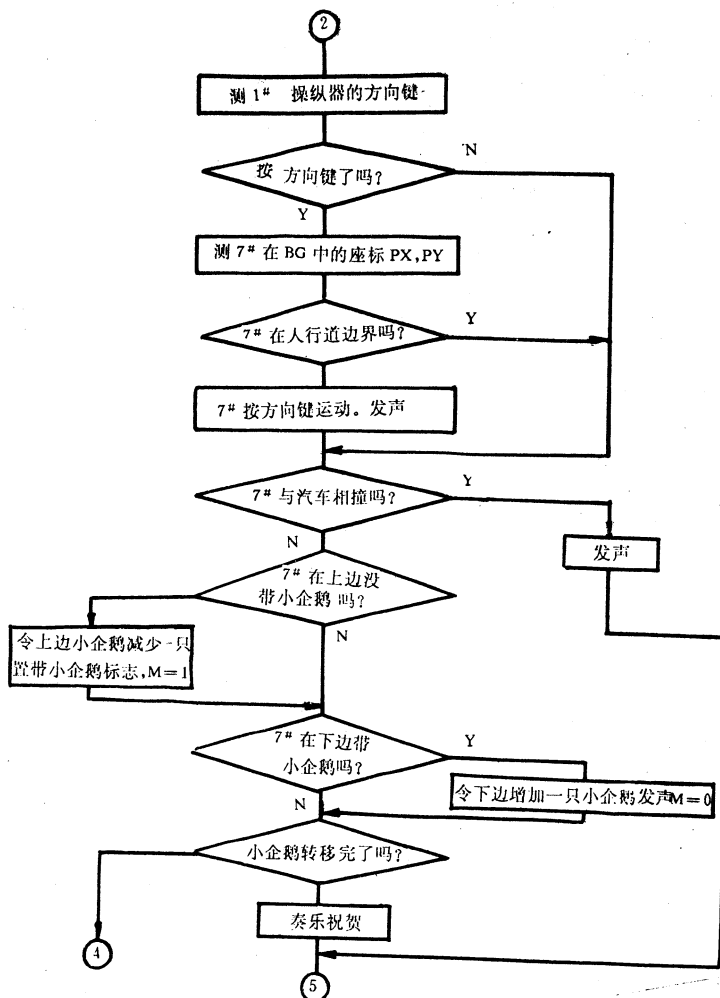 2
测1# 操纵器的方向键
按方向键了吗?
N
Y
测7#在BG中的座标PX,PY
7#在人行道边界吗?
Y
7#按方向键运动。发声
7#与汽车相撞吗?
Y
N
发声
7#在上边没
带小企鹅吗?
N
令上边小企鹅减少一只
置带小企鹅标志,M=1
7#在下边带
小企鹅吗?
Y
令下边增加一只小企鹅发声M=0
N
小企鹅转移完了吗?
奏乐祝贺
4
5